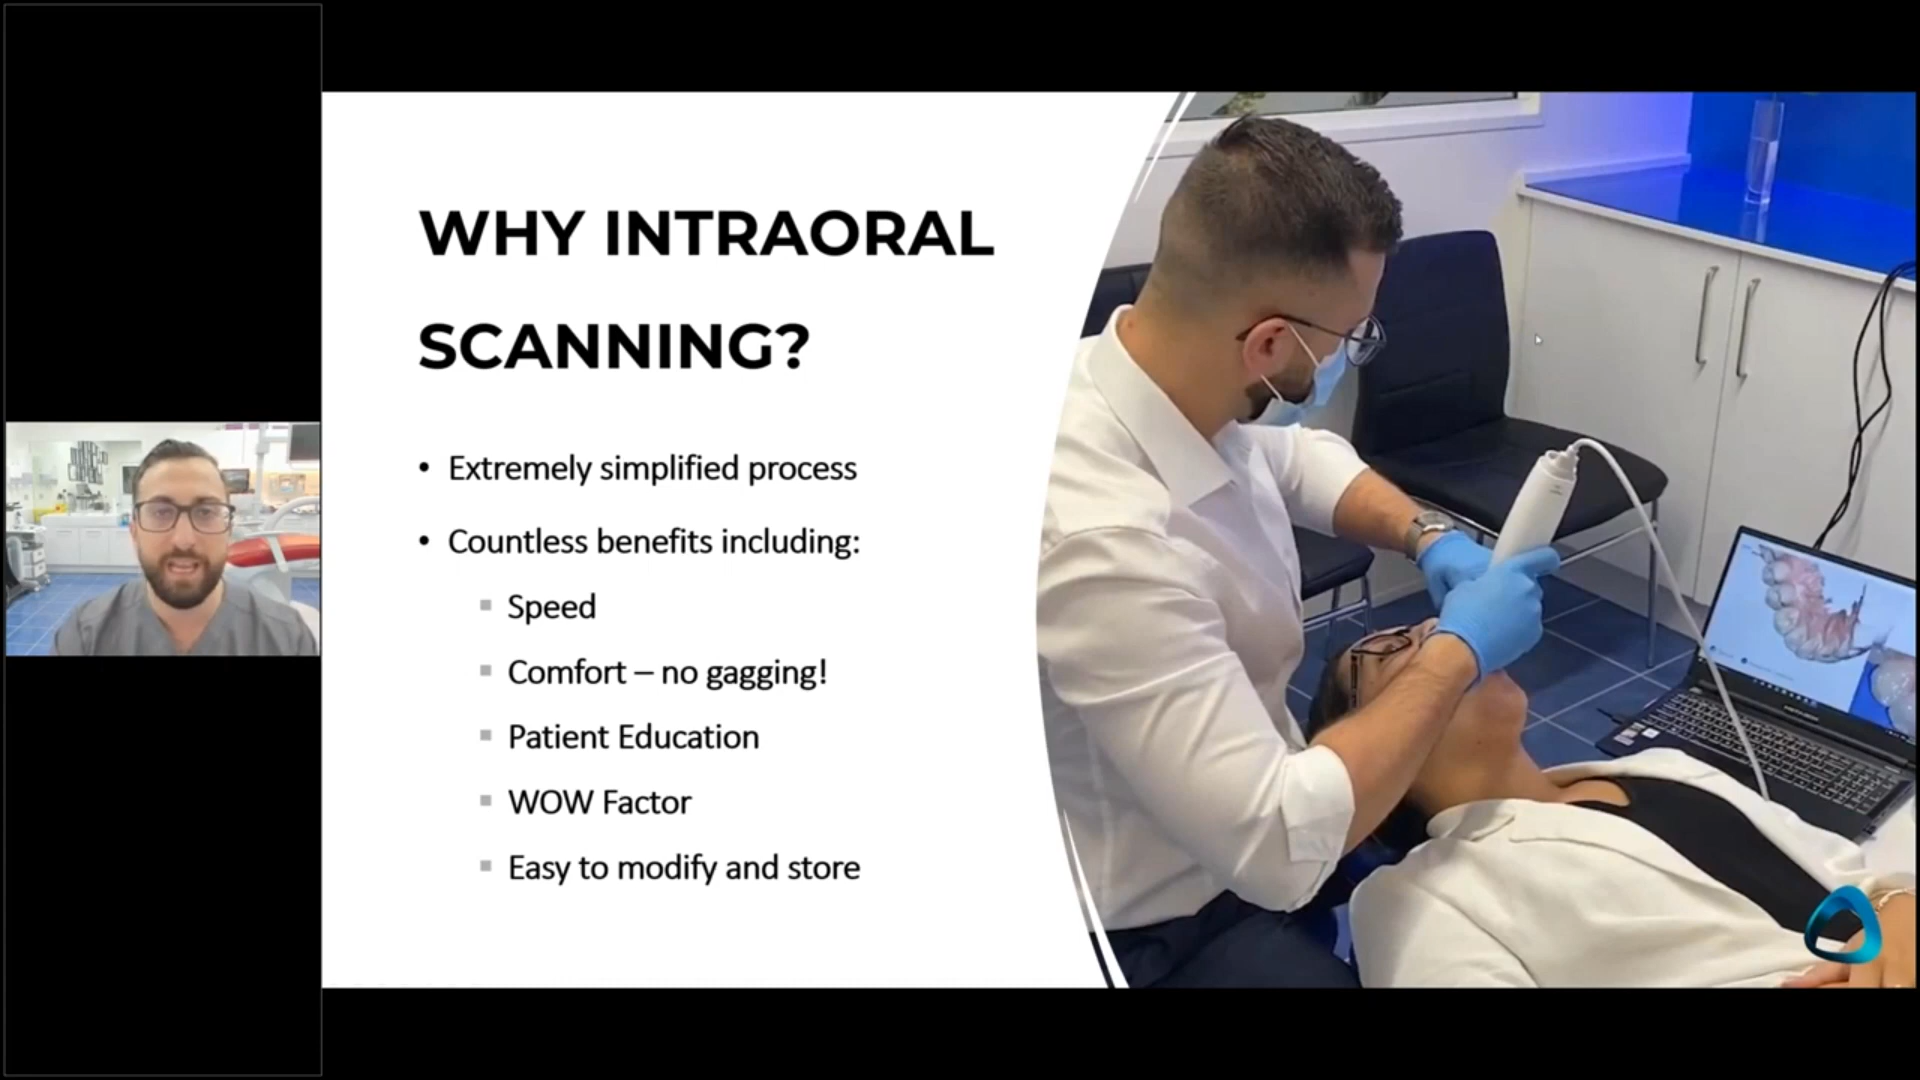 WHY INTRAORAL
SCANNING?
• Extremely simplified process
• Countless benefits including:
▪ Speed
▪ Comfort – no gagging!
▪ Patient Education
▪ WOW Factor
▪ Easy to modify and store